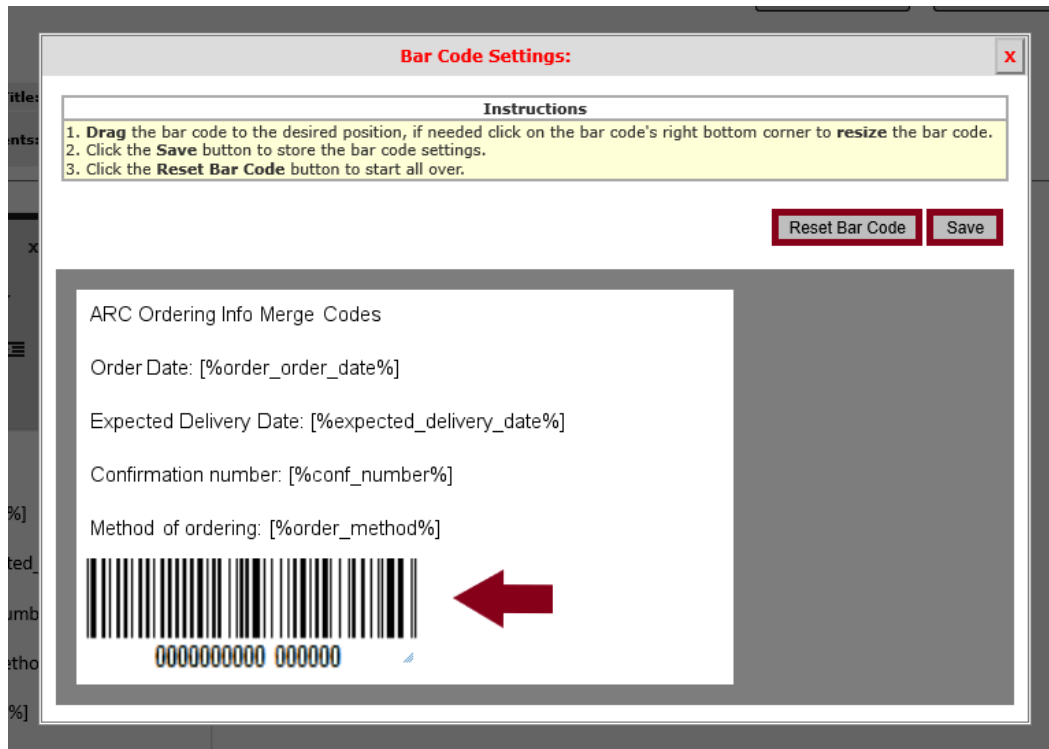 Bar Code Settings:
x
Instructions
1. Drag the bar code to the desired position, if needed click on the bar code's right bottom corner to resize the bar code.
2. Click the Save button to store the bar code settings.
3. Click the Reset Bar Code button to start all over.
Reset Bar Code Save
ARC Ordering Info Merge Codes
Order Date: [%order_order_date%]
Expected Delivery Date: [%expected_delivery_date%]
Confirmation number: [%conf_number%]
Method of ordering: [%order_method%]
0000000000 000000
x
%]
%]